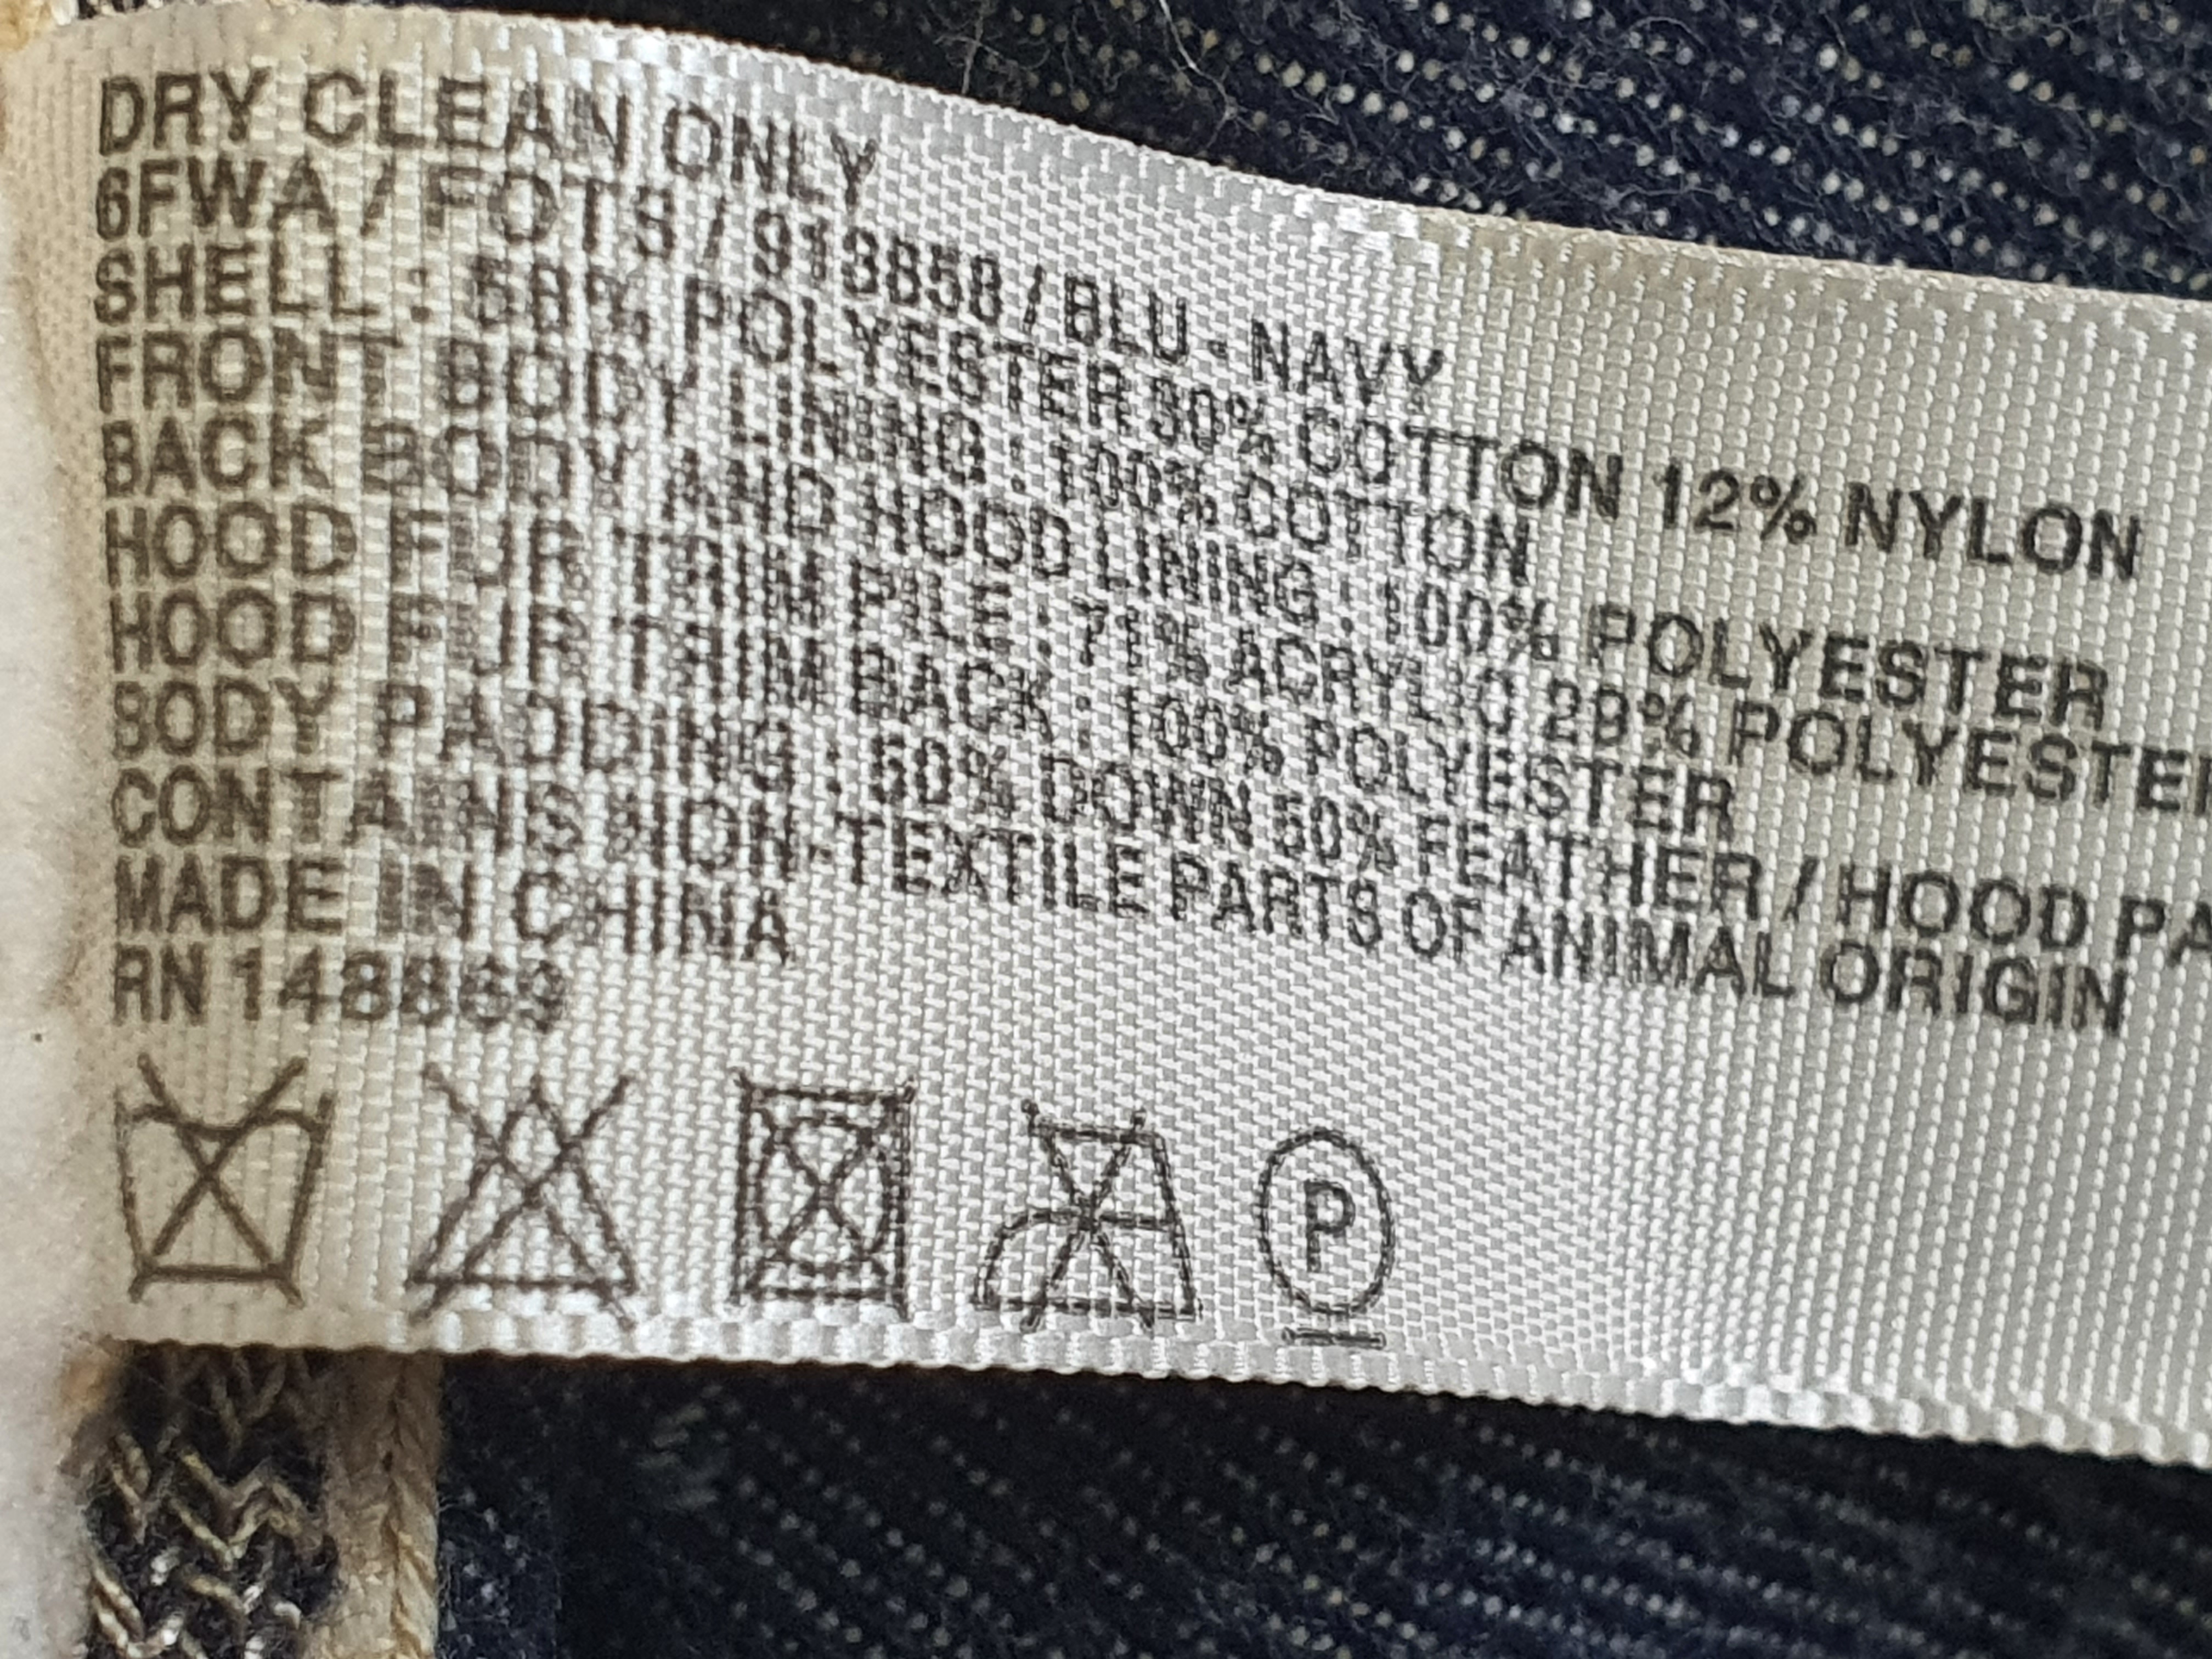 DRY CLEAN ONLY
6FWA / FOTS / 913858 / BLU - NAVY
SHELL : 58% POLYESTER 30% COTTON 12% NYLON
FRONT BODY LINING : 100% COTTON
BACK BODY AND HOOD LINING : 100% POLYESTER
HOOD FUR TRIM PILE : 71% ACRYLIC 29% POLYESTER
HOOD FUR TRIM BACK : 100% POLYESTER
BODY PADDING : 50% DOWN 50% FEATHER / HOOD PA
CONTAINS NON-TEXTILE PARTS OF ANIMAL ORIGIN
MADE IN CHINA
RN 148869
P